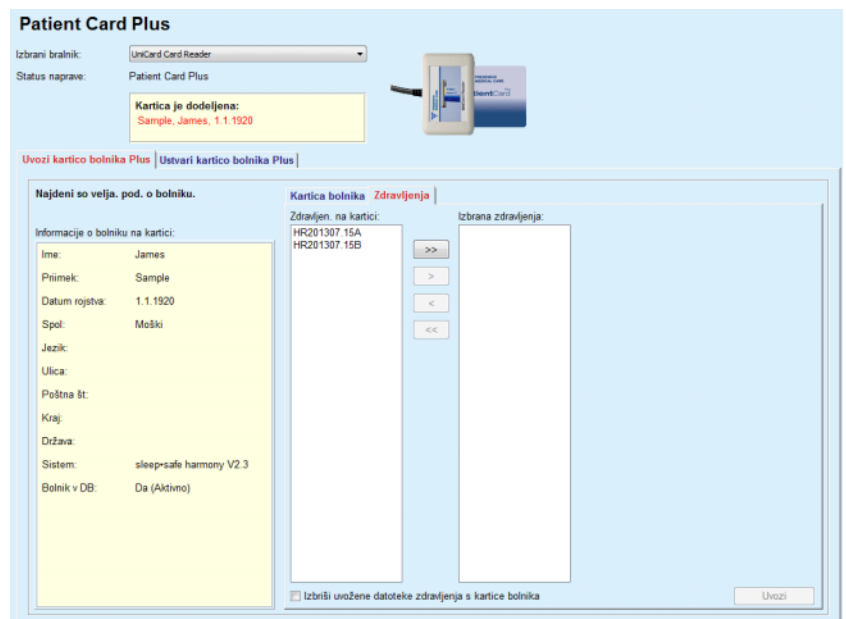 Patient Card Plus
Izbrani bralnik: UniCard Card Reader
Status naprave: Patient Card Plus
Kartica je dodeljena:
Sample, James, 1.1.1920
Uvozi kartico bolnika Plus Ustvari kartico bolnika Plus
Najdeni so velja. pod. o bolniku.
Informacije o bolniku na kartici:
Ime: James
Priimek: Sample
Datum rojstva: 1.1.1920
Spol: Moški
Jezik:
Ulica:
Poštna št:
Kraj:
Država:
Sistem: sleep•safe harmony V2.3
Bolnik v DB: Da (Aktivno)
Kartica bolnika Zdravljenja
Zdravljen. na kartici: Izbrana zdravljenja:
HR201307.15A
HR201307.15B
>>
>
<
<<
Izbriši uvožene datoteke zdravljenja s kartice bolnika
Uvozi